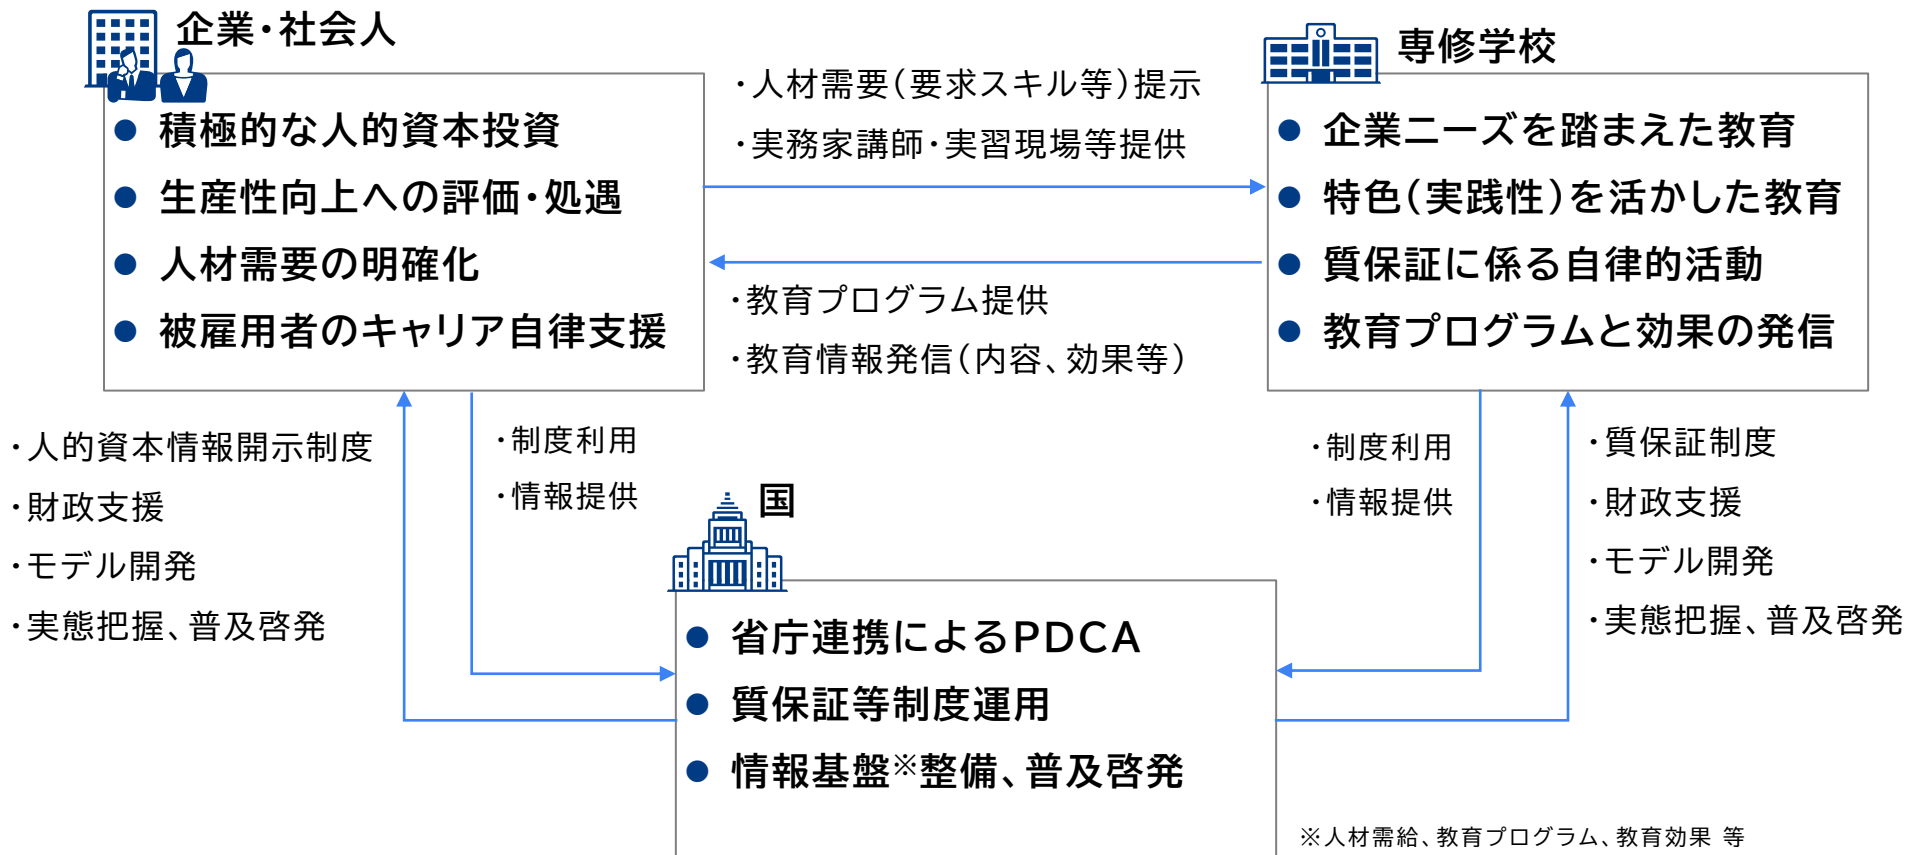 企業・社会人
● 積極的な人的資本投資
● 生産性向上への評価・処遇
● 人材需要の明確化
● 被雇用者のキャリア自律支援
・人材需要(要求スキル等)提示
・実務家講師・実習現場等提供
・教育プログラム提供
・教育情報発信(内容、効果等)
専修学校
● 企業ニーズを踏まえた教育
● 特色(実践性)を活かした教育
● 質保証に係る自律的活動
● 教育プログラムと効果の発信
・人的資本情報開示制度
・財政支援
・モデル開発
・実態把握、普及啓発
・制度利用
・情報提供
国
● 省庁連携によるPDCA
● 質保証等制度運用
● 情報基盤※整備、普及啓発
・制度利用
・情報提供
・質保証制度
・財政支援
・モデル開発
・実態把握、普及啓発
※人材需給、教育プログラム、教育効果 等